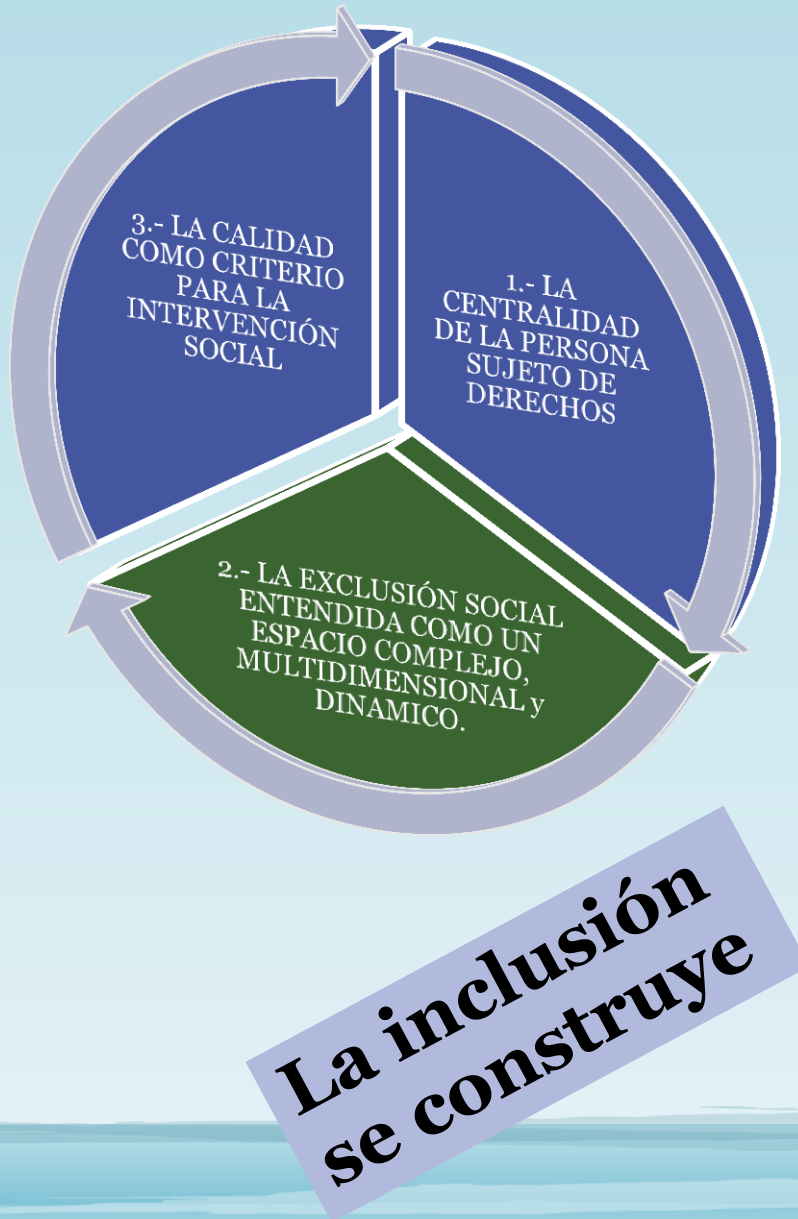 1.- LA
CENTRALIDAD
DE LA PERSONA
SUJETO DE
DERECHOS
2.- LA EXCLUSIÓN SOCIAL
ENTENDIDA COMO UN
ESPACIO COMPLEJO,
MULTIDIMENSIONAL y
DINAMICO.
3.- LA CALIDAD
COMO CRITERIO
PARA LA
INTERVENCIÓN
SOCIAL
La inclusión
se construye